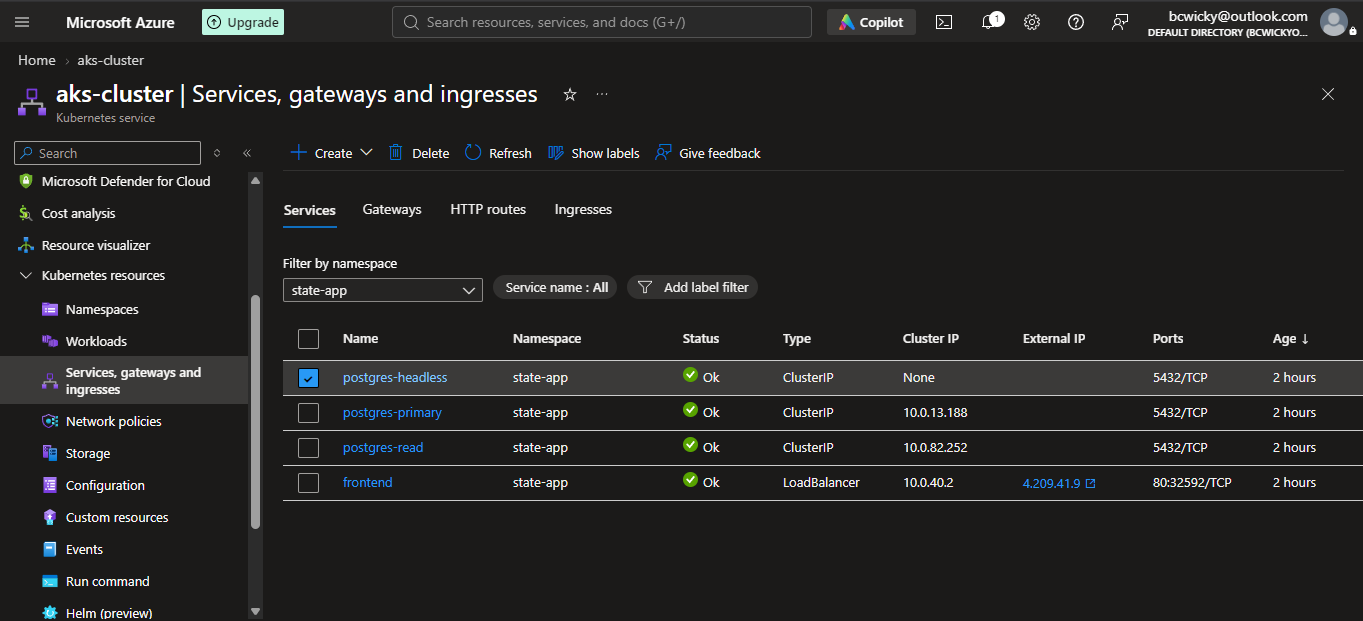 Microsoft Azure
Upgrade
Search resources, services, and docs (G+/)
Copilot
1
bcwicky@outlook.com
DEFAULT DIRECTORY (BCWICKYO...
Home > aks-cluster
aks-cluster | Services, gateways and ingresses
Kubernetes service
Search
Microsoft Defender for Cloud
Cost analysis
Resource visualizer
Kubernetes resources
Namespaces
Workloads
Services, gateways and
ingresses
Network policies
Storage
Configuration
Custom resources
Events
Run command
Helm (preview)
Create Delete Refresh Show labels Give feedback
Services Gateways HTTP routes Ingresses
Filter by namespace
state-app Service name : All Add label filter
Name Namespace Status Type Cluster IP External IP Ports Age ↓
postgres-headless state-app Ok ClusterIP None 5432/TCP 2 hours
postgres-primary state-app Ok ClusterIP 10.0.13.188 5432/TCP 2 hours
postgres-read state-app Ok ClusterIP 10.0.82.252 5432/TCP 2 hours
frontend state-app Ok LoadBalancer 10.0.40.2 4.209.41.9 80:32592/TCP 2 hours